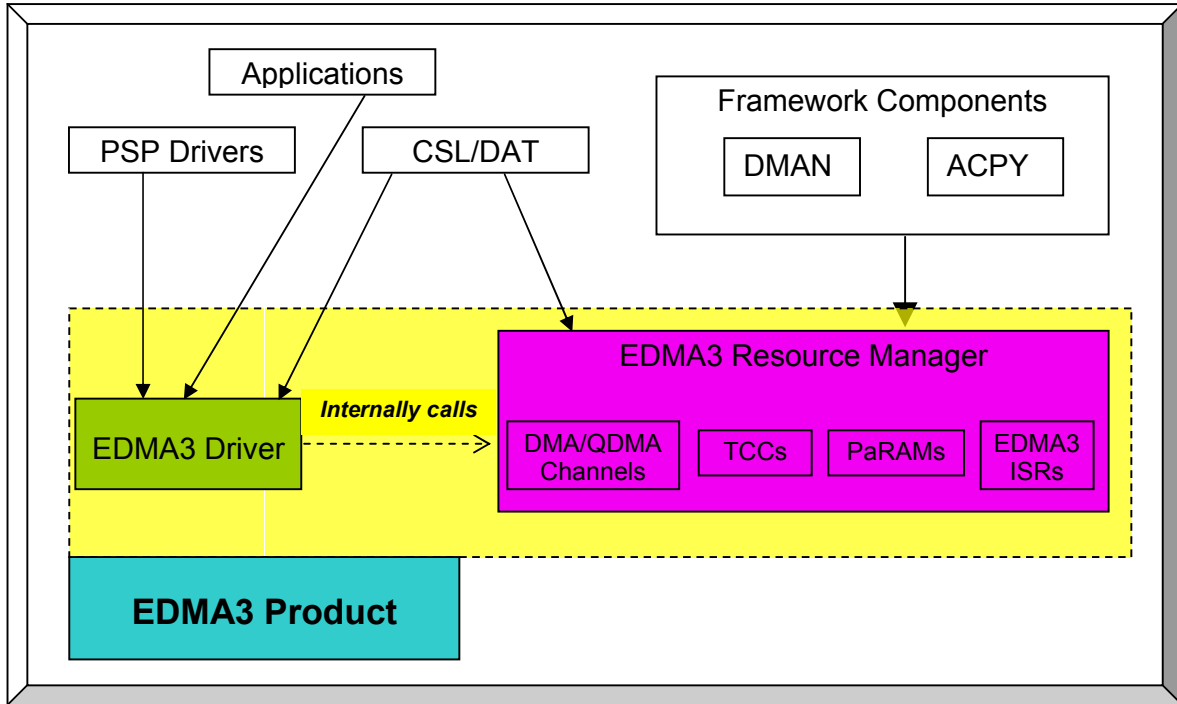 Applications
Framework Components
PSP Drivers
CSL/DAT
DMAN
ACPY
EDMA3 Resource Manager
Internally calls
EDMA3 Driver
DMA/QDMA
Channels
TCCs
PaRAMs
EDMA3
ISRs
EDMA3 Product